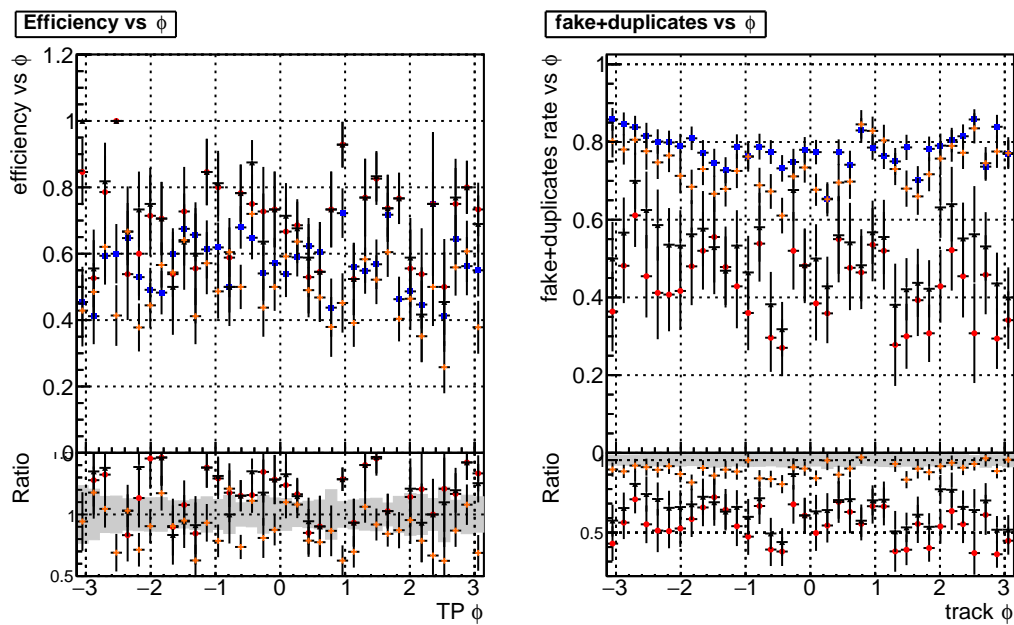 Efficiency vs ϕ
efficiency vs ϕ
1.2
1
0.8
0.6
0.4
0.2
0
Ratio
1
0.5
−3 −2 −1 0 1 2 3
TP ϕ
fake+duplicates vs ϕ
fake+duplicates rate vs ϕ
1
0.8
0.6
0.4
0.2
0
Ratio
0.5
−3 −2 −1 0 1 2 3
track ϕ